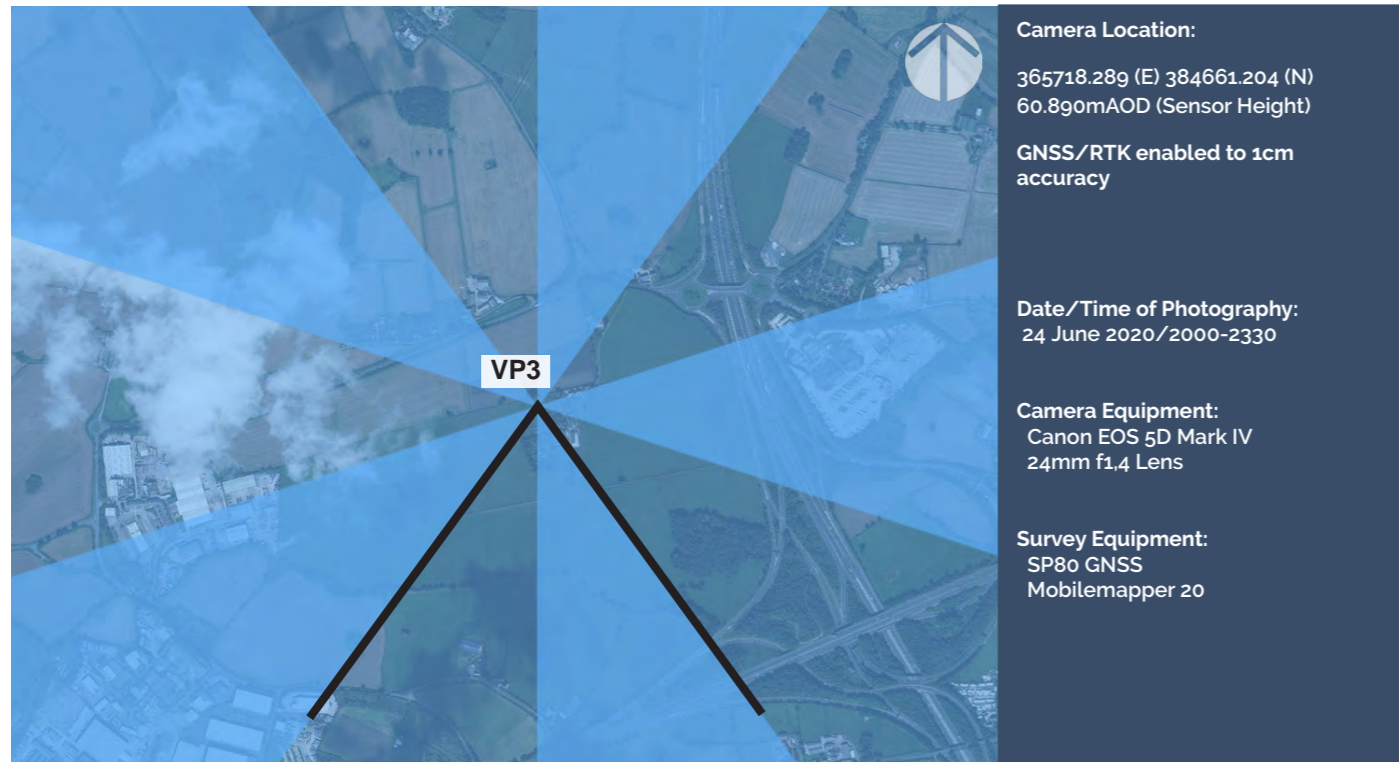 VP3
Camera Location:
365718.289 (E) 384661.204 (N)
60.890mAOD (Sensor Height)
GNSS/RTK enabled to 1cm
accuracy
Date/Time of Photography:
24 June 2020/2000-2330
Camera Equipment:
Canon EOS 5D Mark IV
24mm f1,4 Lens
Survey Equipment:
SP80 GNSS
Mobilemapper 20